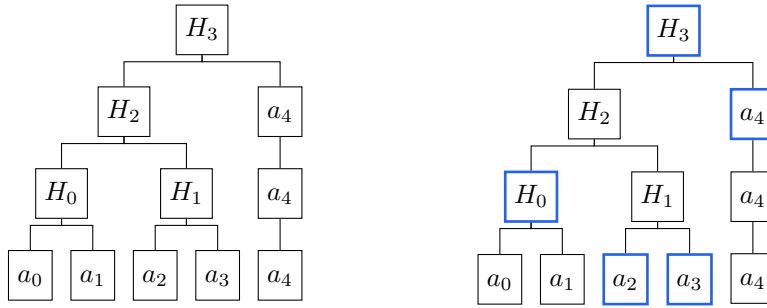 H₃ H₃
H₂ a₄ H₂ a₄
H₀ H₁ a₄ H₀ H₁ a₄
a₀ a₁ a₂ a₃ a₄ a₀ a₁ a₂ a₃ a₄